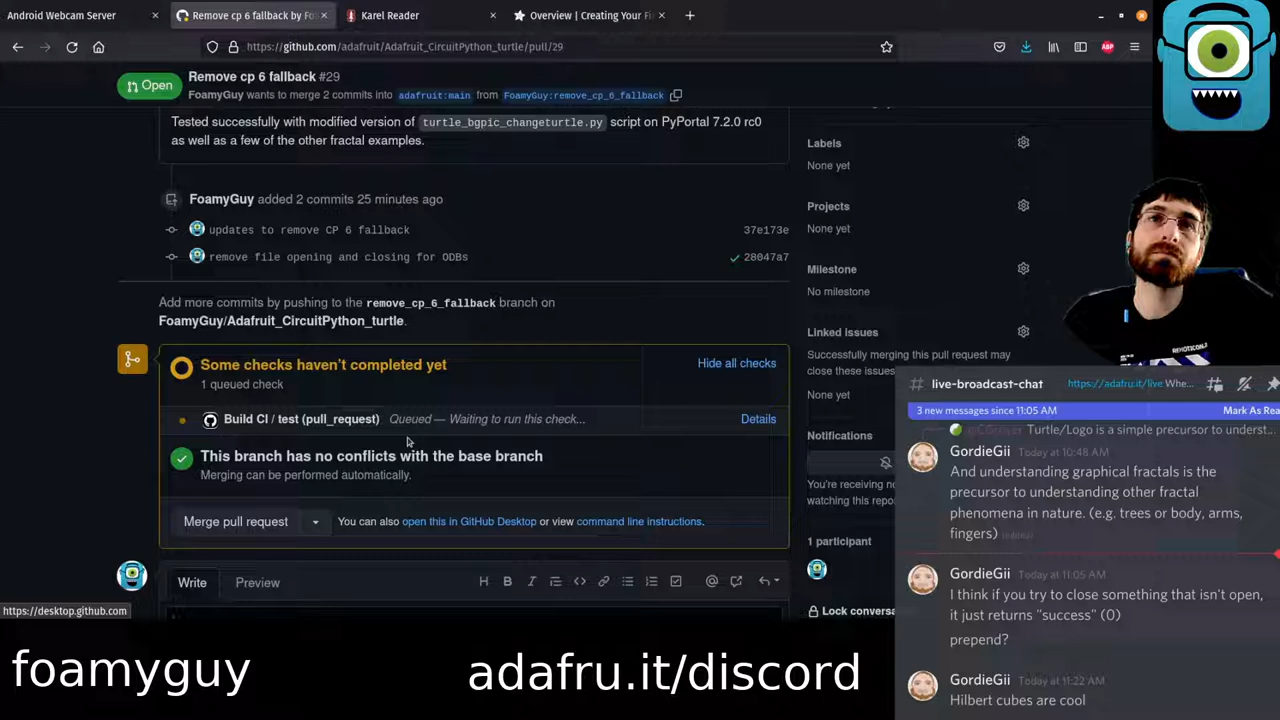 Android Webcam Server
Remove cp 6 fallback by Foa
Karel Reader
Overview | Creating Your Fi
https://github.com/adafruit/Adafruit_CircuitPython_turtle/pull/29
ABP
Open
Remove cp 6 fallback #29
FoamyGuy wants to merge 2 commits into adafruit:main from FoamyGuy:remove_cp_6_fallback
Tested successfully with modified version of turtle_bgpic_changeturtle.py script on PyPortal 7.2.0 rc0
as well as a few of the other fractal examples.
FoamyGuy added 2 commits 25 minutes ago
updates to remove CP 6 fallback 37e173e
remove file opening and closing for ODBs 28047a7
Add more commits by pushing to the remove_cp_6_fallback branch on
FoamyGuy/Adafruit_CircuitPython_turtle.
Some checks haven't completed yet
1 queued check
Hide all checks
Build CI / test (pull_request) Queued — Waiting to run this check...
Details
This branch has no conflicts with the base branch
Merging can be performed automatically.
Merge pull request
You can also open this in GitHub Desktop or view command line instructions.
Write
Preview
https://desktop.github.com
Labels
None yet
Projects
None yet
Milestone
No milestone
Linked issues
Successfully merging this pull request may
close these issues
None yet
Notifications
You're receiving no
watching this repo
1 participant
Lock conversa
# live-broadcast-chat
https://adafru.it/live Whe...
3 new messages since 11:05 AM
Mark As Rea
@CGrover Turtle/Logo is a simple precursor to underst...
GordieGii Today at 10:48 AM
And understanding graphical fractals is the
precursor to understanding other fractal
phenomena in nature. (e.g. trees or body, arms,
fingers) (edited)
GordieGii Today at 11:05 AM
I think if you try to close something that isn't open,
it just returns "success" (0)
prepend?
GordieGii Today at 11:22 AM
Hilbert cubes are cool
foamyguy
adafru.it/discord